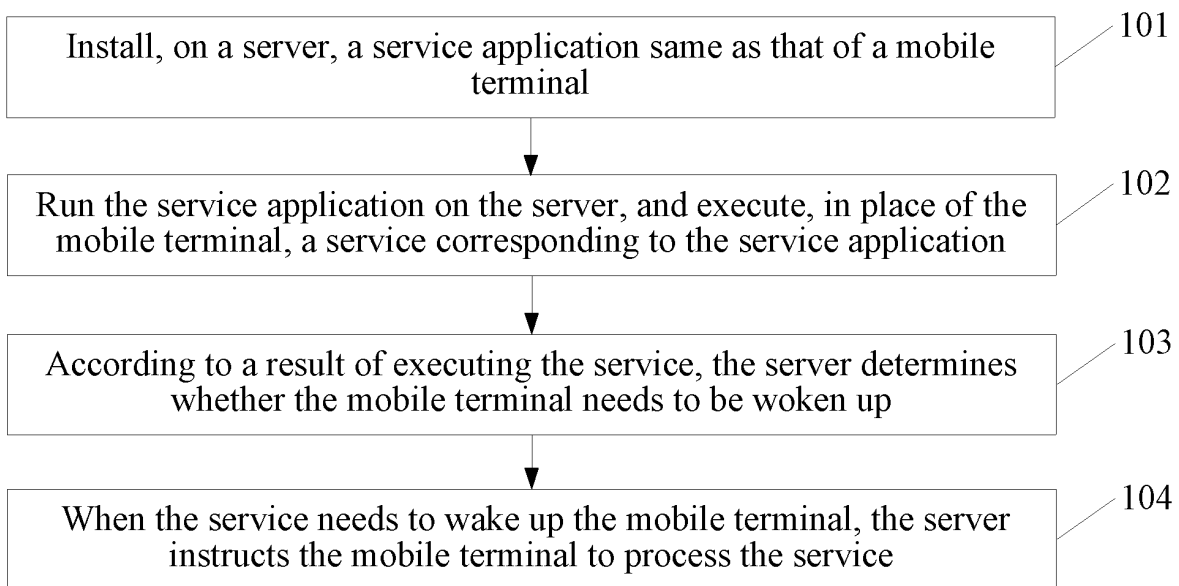 Install, on a server, a service application same as that of a mobile
terminal
101
Run the service application on the server, and execute, in place of the
mobile terminal, a service corresponding to the service application
102
According to a result of executing the service, the server determines
whether the mobile terminal needs to be woken up
103
When the service needs to wake up the mobile terminal, the server
instructs the mobile terminal to process the service
104